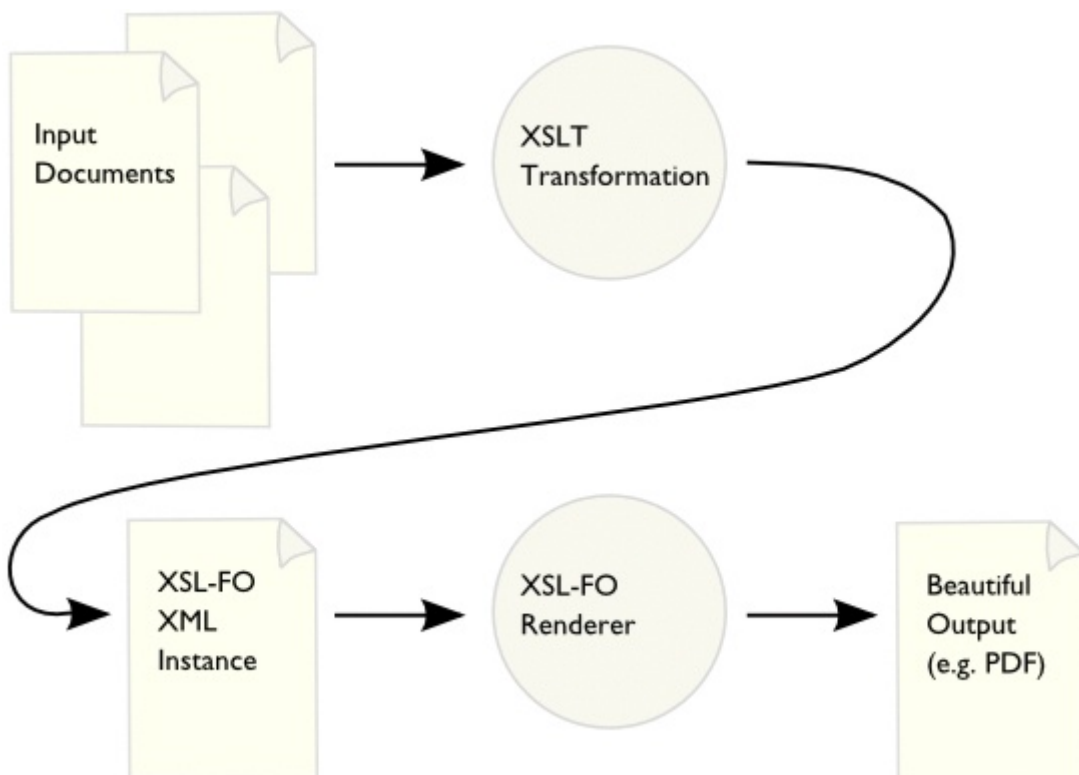 Input
Documents
XSLT
Transformation
XSL-FO
XML
Instance
XSL-FO
Renderer
Beautiful
Output
(e.g. PDF)